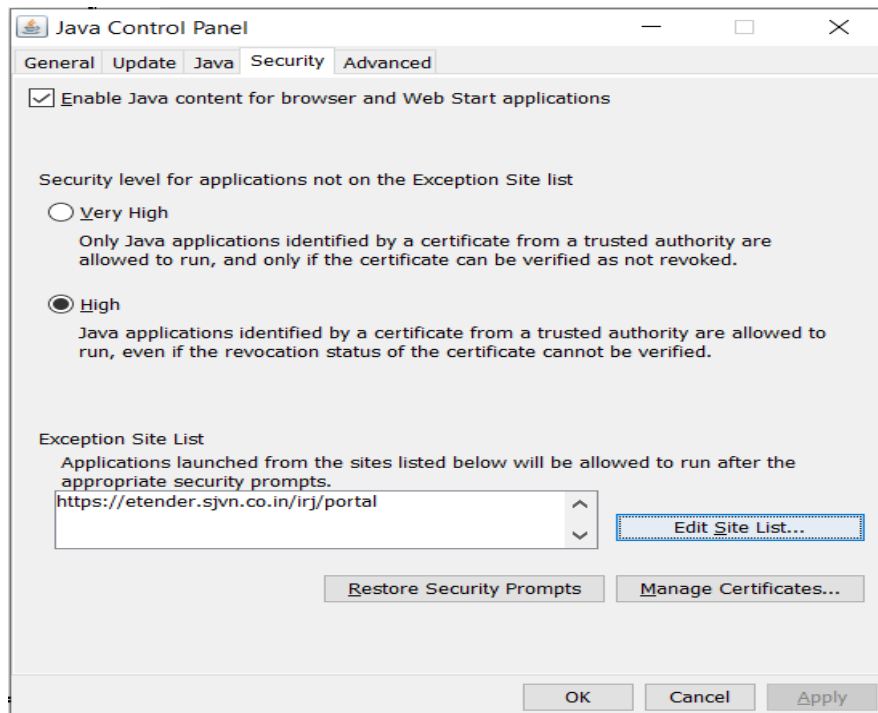 Java Control Panel
General Update Java Security Advanced
Enable Java content for browser and Web Start applications
Security level for applications not on the Exception Site list
Very High
Only Java applications identified by a certificate from a trusted authority are
allowed to run, and only if the certificate can be verified as not revoked.
High
Java applications identified by a certificate from a trusted authority are allowed to
run, even if the revocation status of the certificate cannot be verified.
Exception Site List
Applications launched from the sites listed below will be allowed to run after the
appropriate security prompts.
https://etender.sjvn.co.in/irj/portal
Edit Site List...
Restore Security Prompts Manage Certificates...
OK Cancel Apply